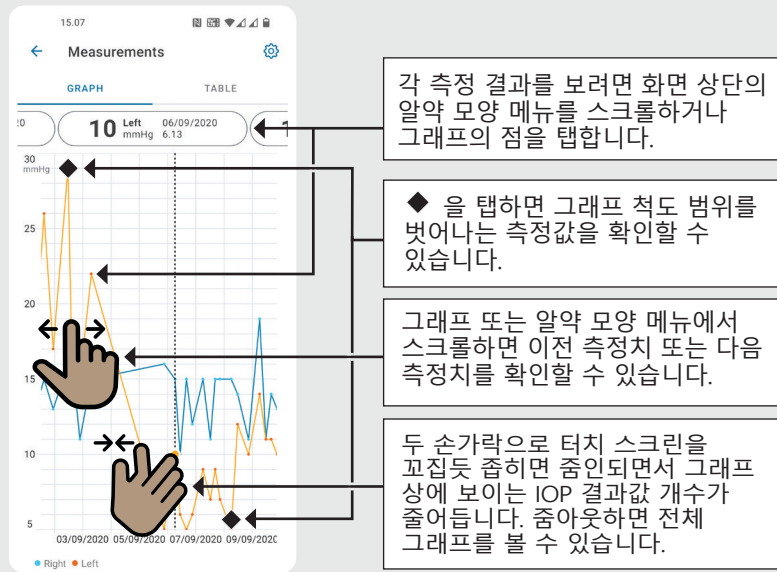 15.07
Measurements
GRAPH TABLE
10 Left 06/09/2020
mmHg 6.13
30
mmHg
25
20
15
10
5
03/09/2020 05/09/2020 07/09/2020 09/09/2020
Right Left
각 측정 결과를 보려면 화면 상단의
알약 모양 메뉴를 스크롤하거나
그래프의 점을 탭합니다.
◆ 을 탭하면 그래프 척도 범위를
벗어나는 측정값을 확인할 수
있습니다.
그래프 또는 알약 모양 메뉴에서
스크롤하면 이전 측정치 또는 다음
측정치를 확인할 수 있습니다.
두 손가락으로 터치 스크린을
꼬집듯 좁히면 줌인되면서 그래프
상에 보이는 IOP 결과값 개수가
줄어듭니다. 줌아웃하면 전체
그래프를 볼 수 있습니다.